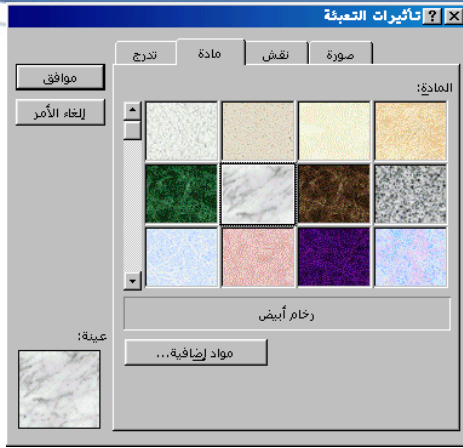 تأثيرات التعبئة
تدرج
مادة
نقش
صورة
المادة:
موافق
إلغاء الأمر
رخام أبيض
مواد إضافية...
عينة: